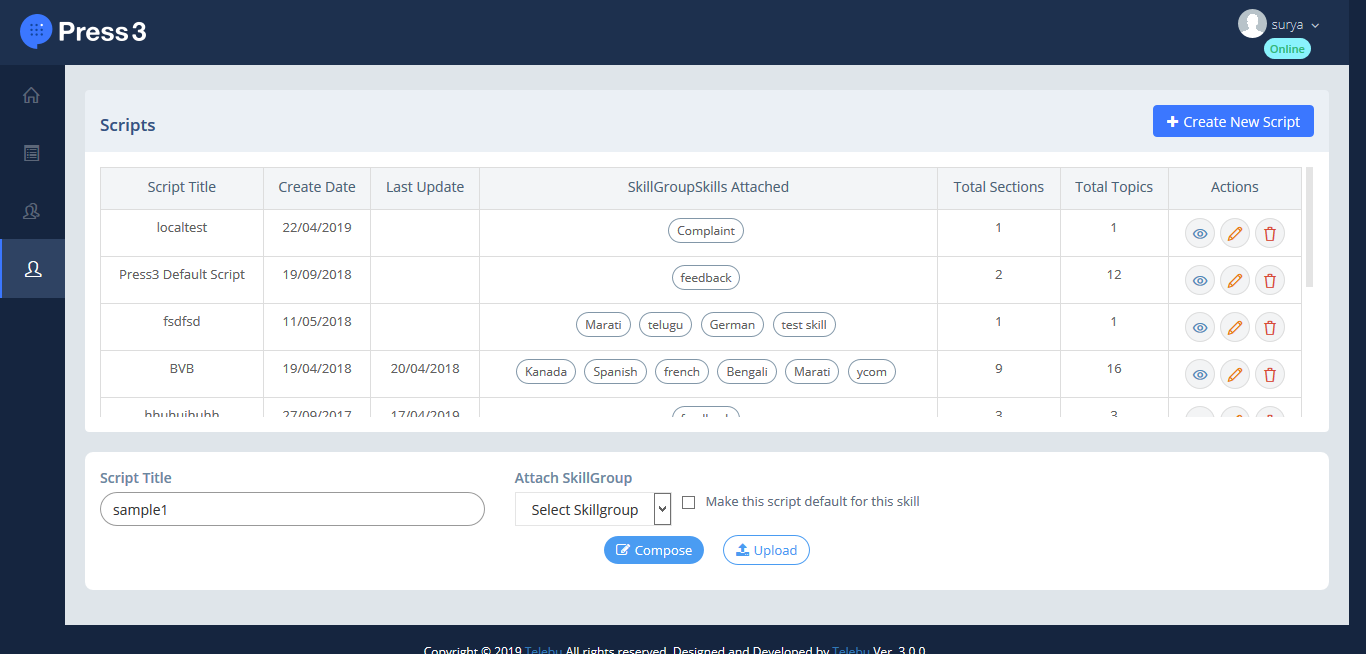 Press 3
surya
Online
Scripts
Create New Script
Script Title Create Date Last Update SkillGroupSkills Attached Total Sections Total Topics Actions
localtest 22/04/2019 Complaint 1 1
Press3 Default Script 19/09/2018 feedback 2 12
fsdfsd 11/05/2018 Marati telugu German test skill 1 1
BVB 19/04/2018 20/04/2018 Kanada Spanish french Bengali Marati ycom 9 16
27/09/2017 17/04/2019 3 3
Script Title Attach SkillGroup
sample1 Select Skillgroup Make this script default for this skill
Compose Upload
Copyright © 2019 Telebu All rights reserved. Designed and Developed by Telebu Ver. 3.0.0